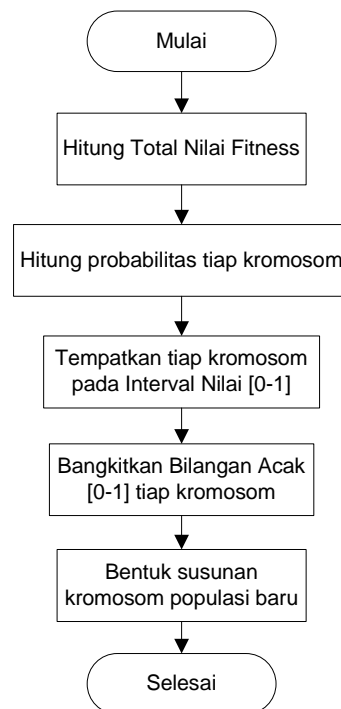 Mulai
Hitung Total Nilai Fitness
Hitung probabilitas tiap kromosom
Tempatkan tiap kromosom
pada Interval Nilai [0-1]
Bangkitkan Bilangan Acak
[0-1] tiap kromosom
Bentuk susunan
kromosom populasi baru
Selesai